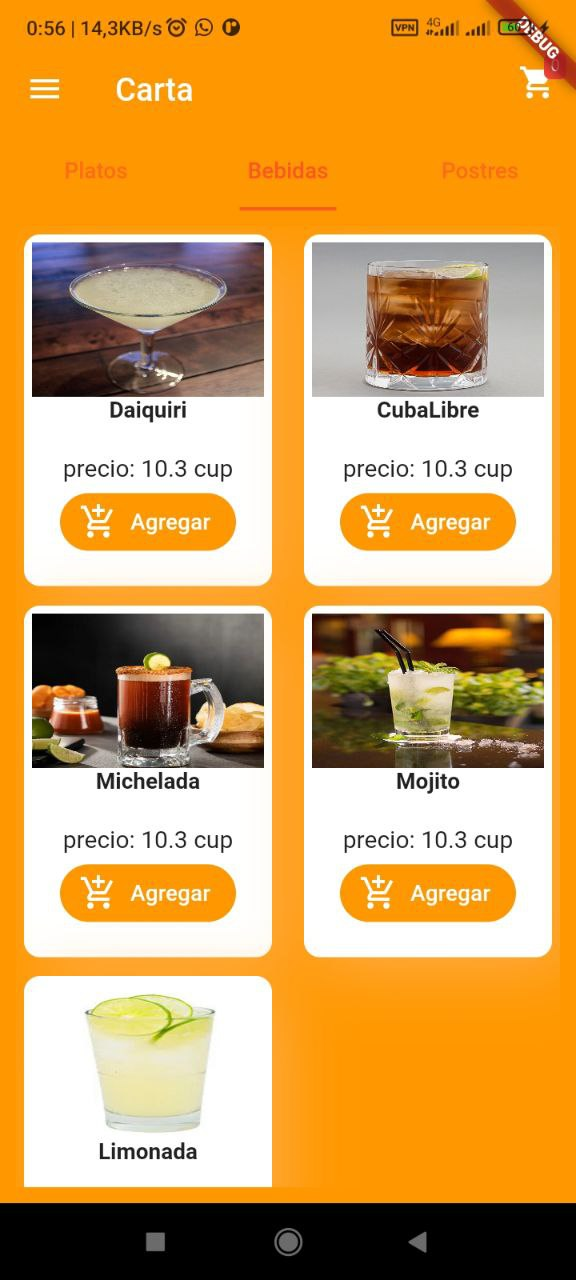 0:56 | 14,3KB/s VPN 4G 66
DEBUG
Carta 0
Platos Bebidas Postres
Daiquiri CubaLibre
precio: 10.3 cup precio: 10.3 cup
Agregar Agregar
Michelada Mojito
precio: 10.3 cup precio: 10.3 cup
Agregar Agregar
Limonada